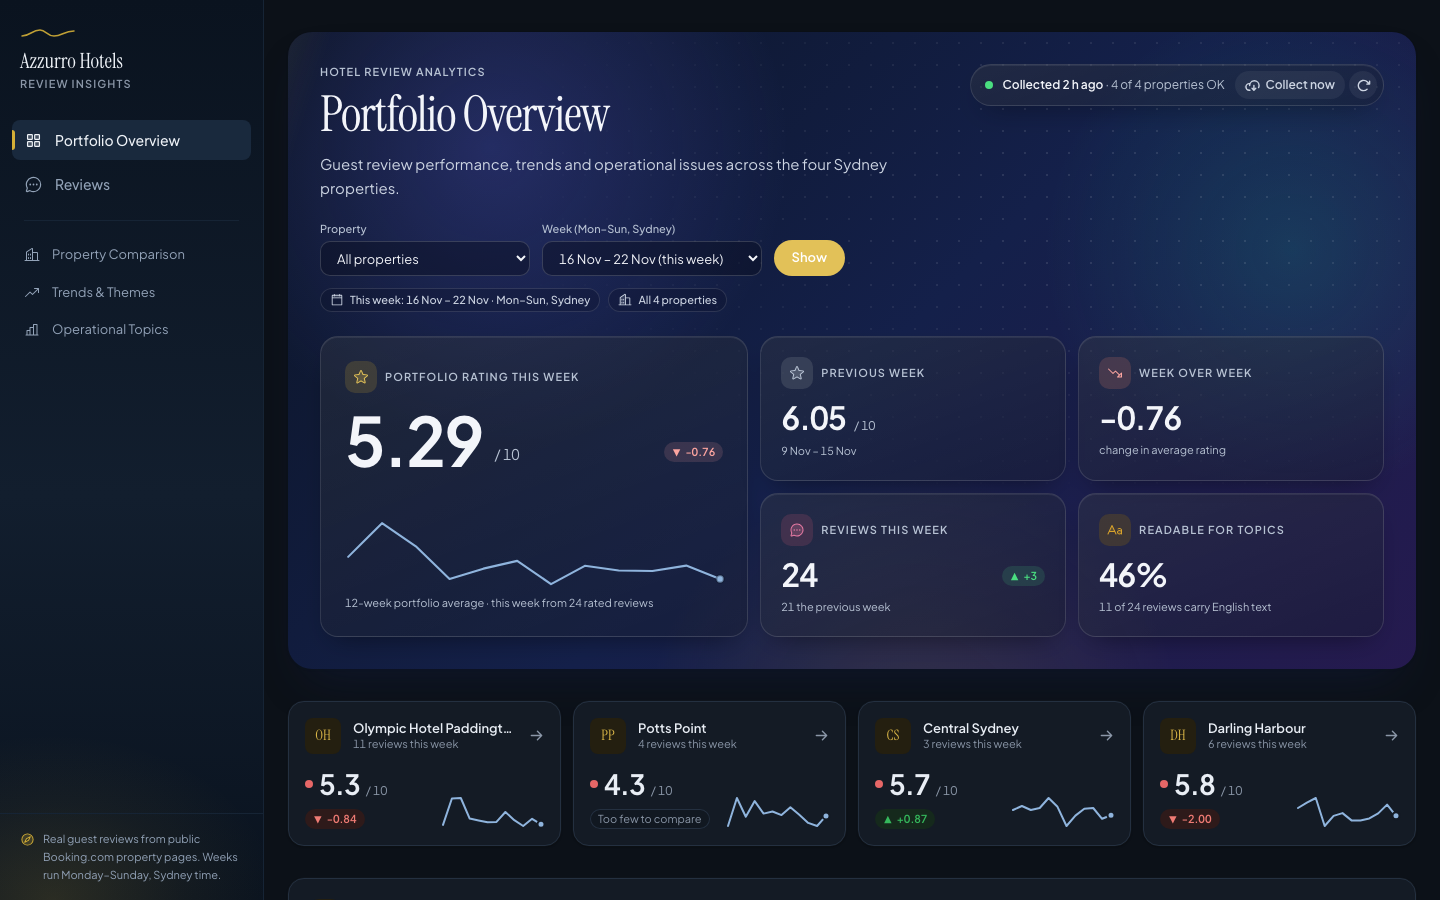 Azzurro Hotels
REVIEW INSIGHTS
Portfolio Overview
Reviews
Property Comparison
Trends & Themes
Operational Topics
Real guest reviews from public
Booking.com property pages. Weeks
run Monday–Sunday, Sydney time.
HOTEL REVIEW ANALYTICS
Portfolio Overview
Guest review performance, trends and operational issues across the four Sydney
properties.
Collected 2 h ago · 4 of 4 properties OK
Collect now
Property
Week (Mon–Sun, Sydney)
All properties
16 Nov – 22 Nov (this week)
Show
This week: 16 Nov – 22 Nov · Mon–Sun, Sydney
All 4 properties
PORTFOLIO RATING THIS WEEK
5.29 / 10
▼ −0.76
12-week portfolio average · this week from 24 rated reviews
PREVIOUS WEEK
6.05 / 10
9 Nov – 15 Nov
WEEK OVER WEEK
−0.76
change in average rating
REVIEWS THIS WEEK
24
▲ +3
21 the previous week
Aa
READABLE FOR TOPICS
46%
11 of 24 reviews carry English text
OH
Olympic Hotel Paddingt…
11 reviews this week
5.3 / 10
▼ −0.84
PP
Potts Point
4 reviews this week
4.3 / 10
Too few to compare
CS
Central Sydney
3 reviews this week
5.7 / 10
▲ +0.87
DH
Darling Harbour
6 reviews this week
5.8 / 10
▼ −2.00